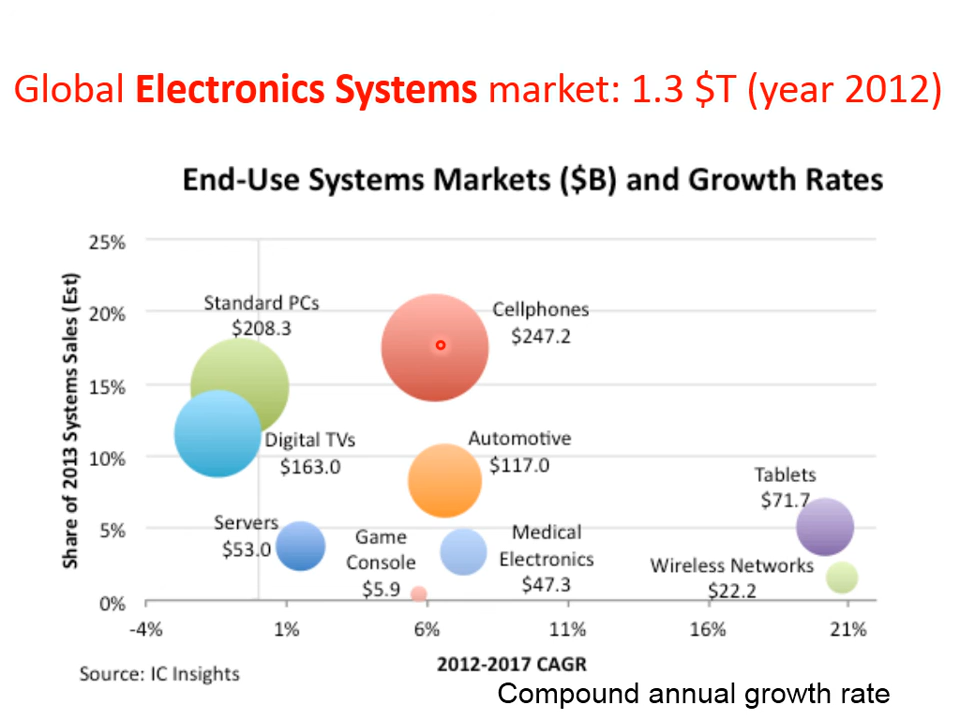 Global Electronics Systems market: 1.3 $T (year 2012)
End-Use Systems Markets ($B) and Growth Rates
Share of 2013 Systems Sales (Est)
25%
20%
15%
10%
5%
0%
Standard PCs
$208.3
Cellphones
$247.2
Digital TVs
$163.0
Automotive
$117.0
Tablets
$71.7
Servers
$53.0
Game
Console
$5.9
Medical
Electronics
$47.3
Wireless Networks
$22.2
-4%
1%
6%
11%
16%
21%
2012-2017 CAGR
Source: IC Insights
Compound annual growth rate